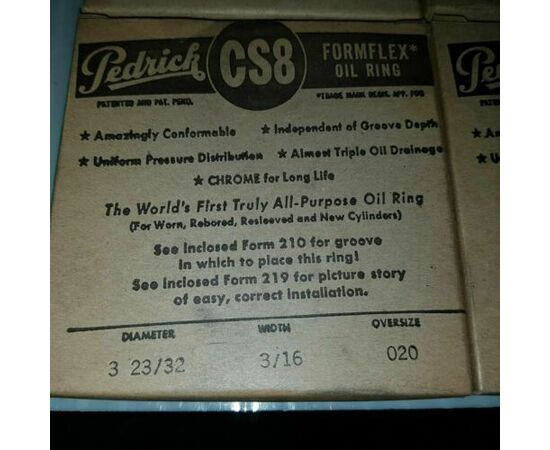 Pedrick CS8 FORMFLEX* OIL RING
PATENTED AND PAT. PEND.
*TRADE MARK REGIS. APP. FOR
★ Amazingly Conformable ★ Independent of Groove Depth
★ Uniform Pressure Distribution ★ Almost Triple Oil Drainage
★ CHROME for Long Life
The World's First Truly All-Purpose Oil Ring
(For Worn, Rebored, Resleeved and New Cylinders)
See Inclosed Form 210 for groove
in which to place this ring!
See Inclosed Form 219 for picture story
of easy, correct installation.
DIAMETER WIDTH OVERSIZE
3 23/32 3/16 020